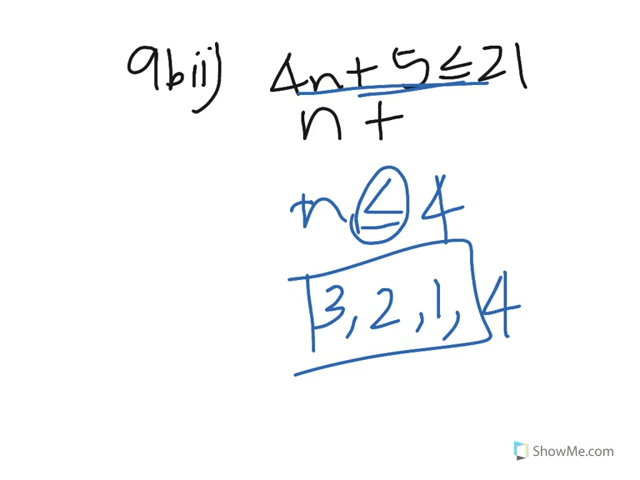 9bii) 4n+5≤21
n +
n ≤ 4
3, 2, 1, 4
ShowMe.com